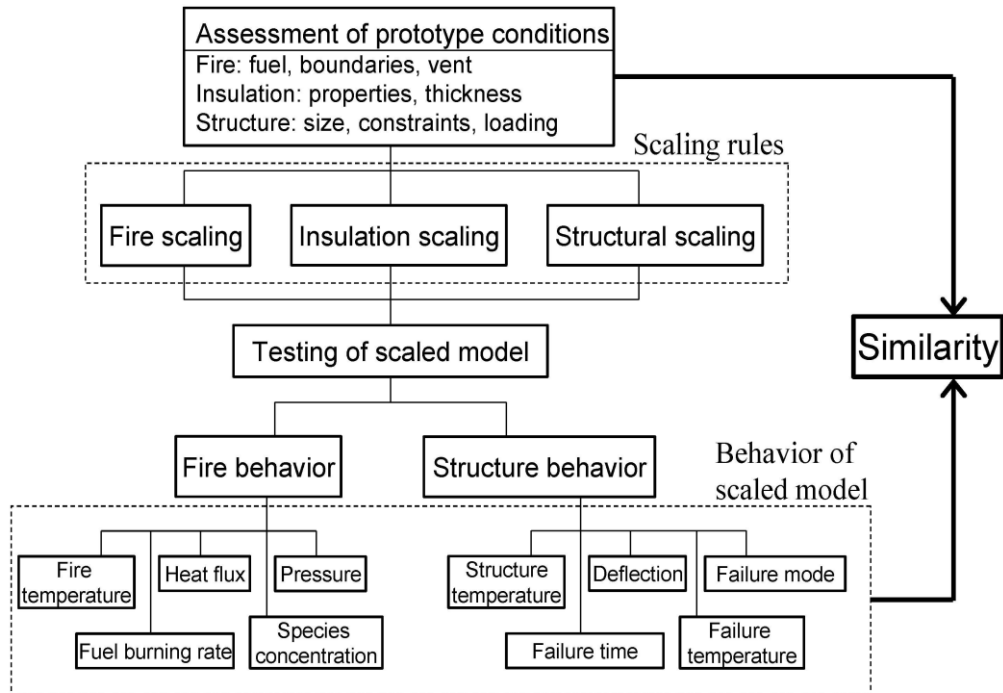 Assessment of prototype conditions
Fire: fuel, boundaries, vent
Insulation: properties, thickness
Structure: size, constraints, loading
Scaling rules
Fire scaling
Insulation scaling
Structural scaling
Testing of scaled model
Similarity
Fire behavior
Structure behavior
Behavior of
scaled model
Fire
temperature
Heat flux
Pressure
Structure
temperature
Deflection
Failure mode
Fuel burning rate
Species
concentration
Failure time
Failure
temperature